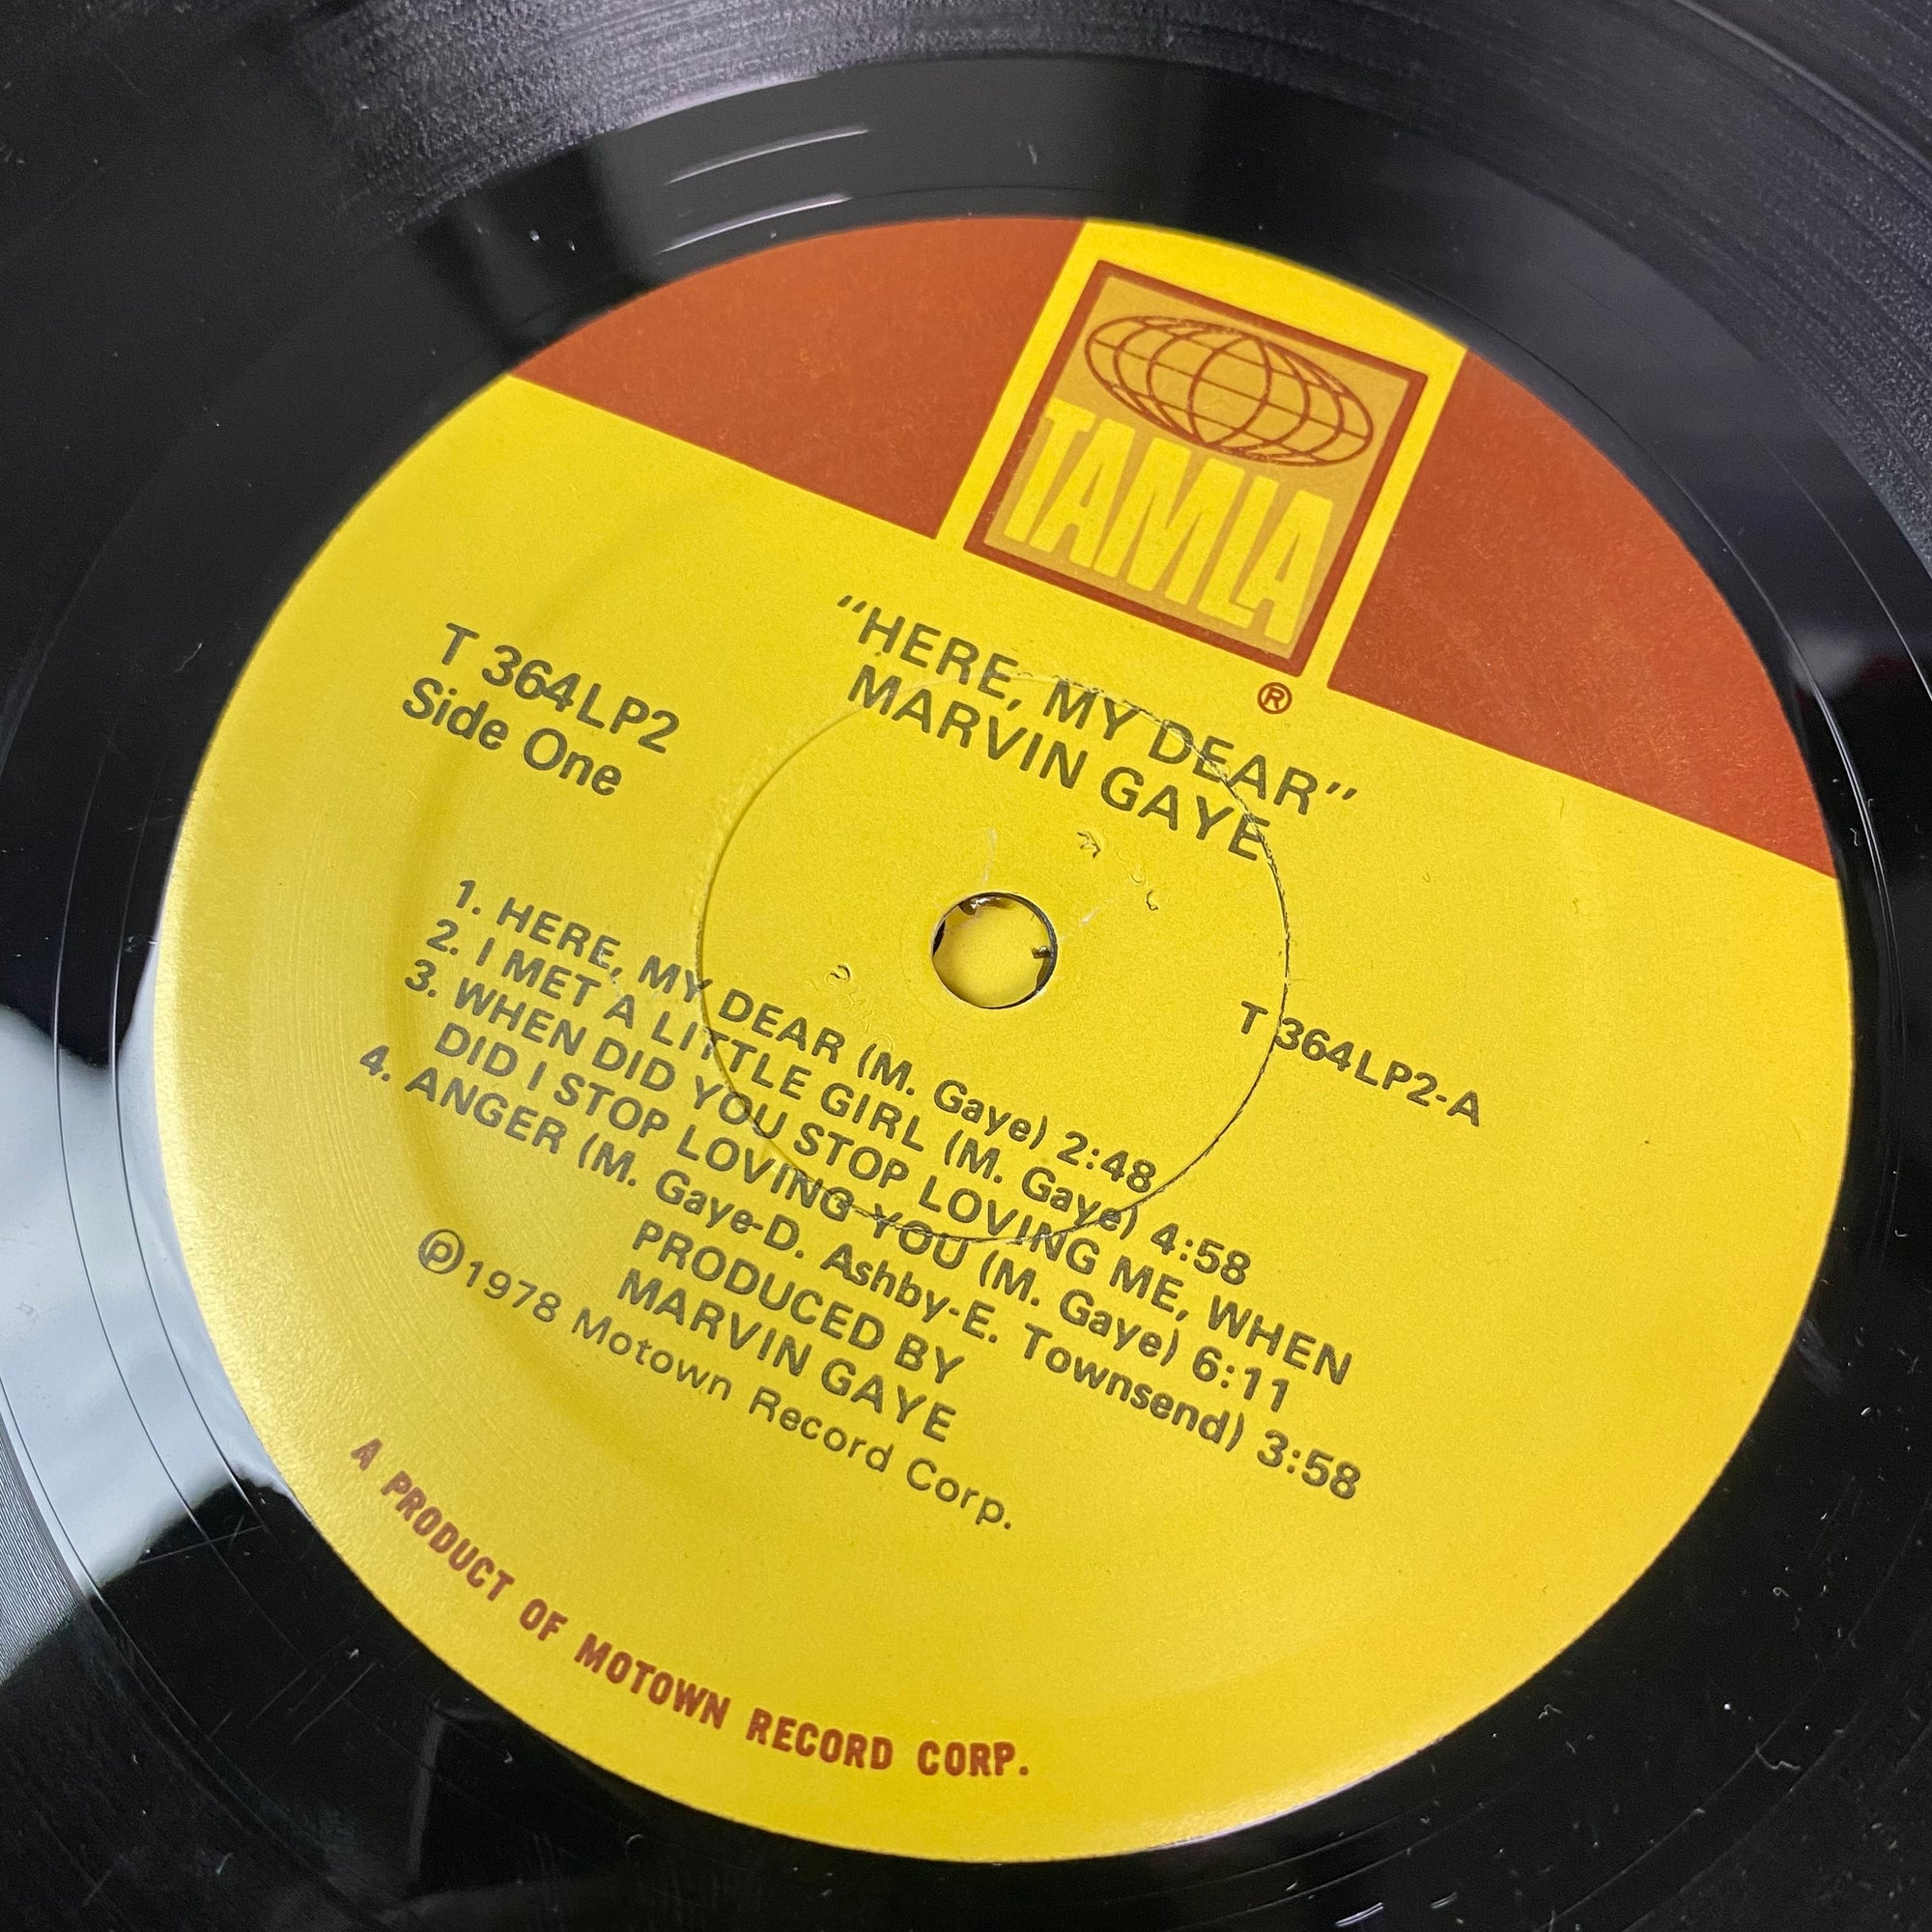 TAMLA
®
"HERE, MY DEAR"
MARVIN GAYE
T 364LP2
Side One
T 364LP2-A
1. HERE, MY DEAR (M. Gaye) 2:48
2. I MET A LITTLE GIRL (M. Gaye) 4:58
3. WHEN DID YOU STOP LOVING ME, WHEN
DID I STOP LOVING YOU (M. Gaye) 6:11
4. ANGER (M. Gaye-D. Ashby-E. Townsend) 3:58
PRODUCED BY
MARVIN GAYE
℗1978 Motown Record Corp.
A PRODUCT OF MOTOWN RECORD CORP.